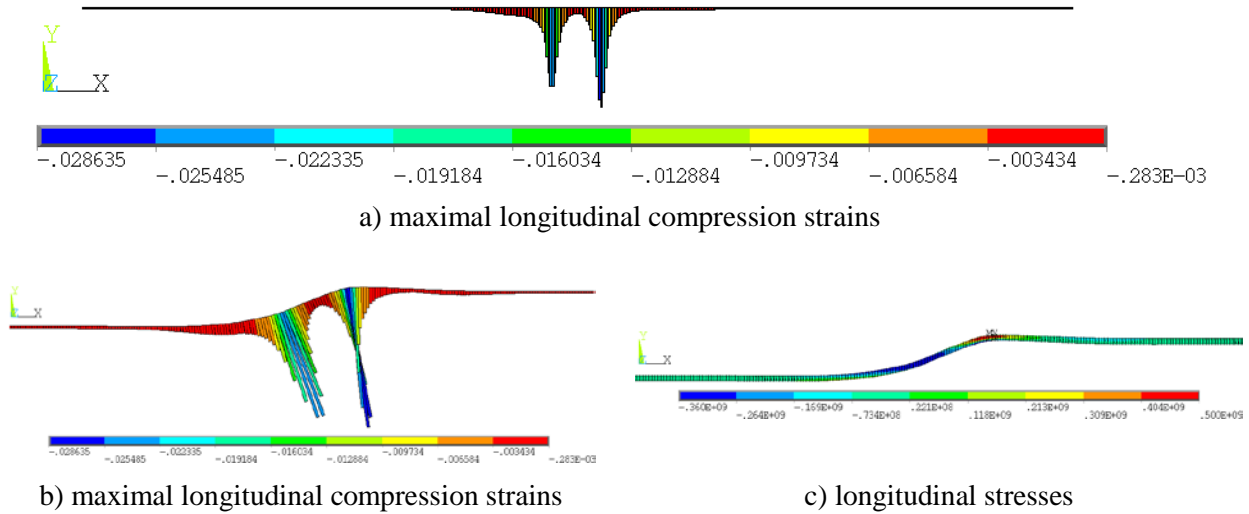 Y
Z X
-.028635 -.022335 -.016034 -.009734 -.003434
-.025485 -.019184 -.012884 -.006584 -.283E-03
a) maximal longitudinal compression strains
Y
X
-.028635 -.022335 -.016034 -.009734 -.003434
-.025485 -.019184 -.012884 -.006584 -.283E-03
b) maximal longitudinal compression strains
Y
X
-.360E+09 -.169E+09 .221E+08 .213E+09 .404E+09
-.264E+09 -.734E+08 .118E+09 .309E+09 .500E+09
c) longitudinal stresses